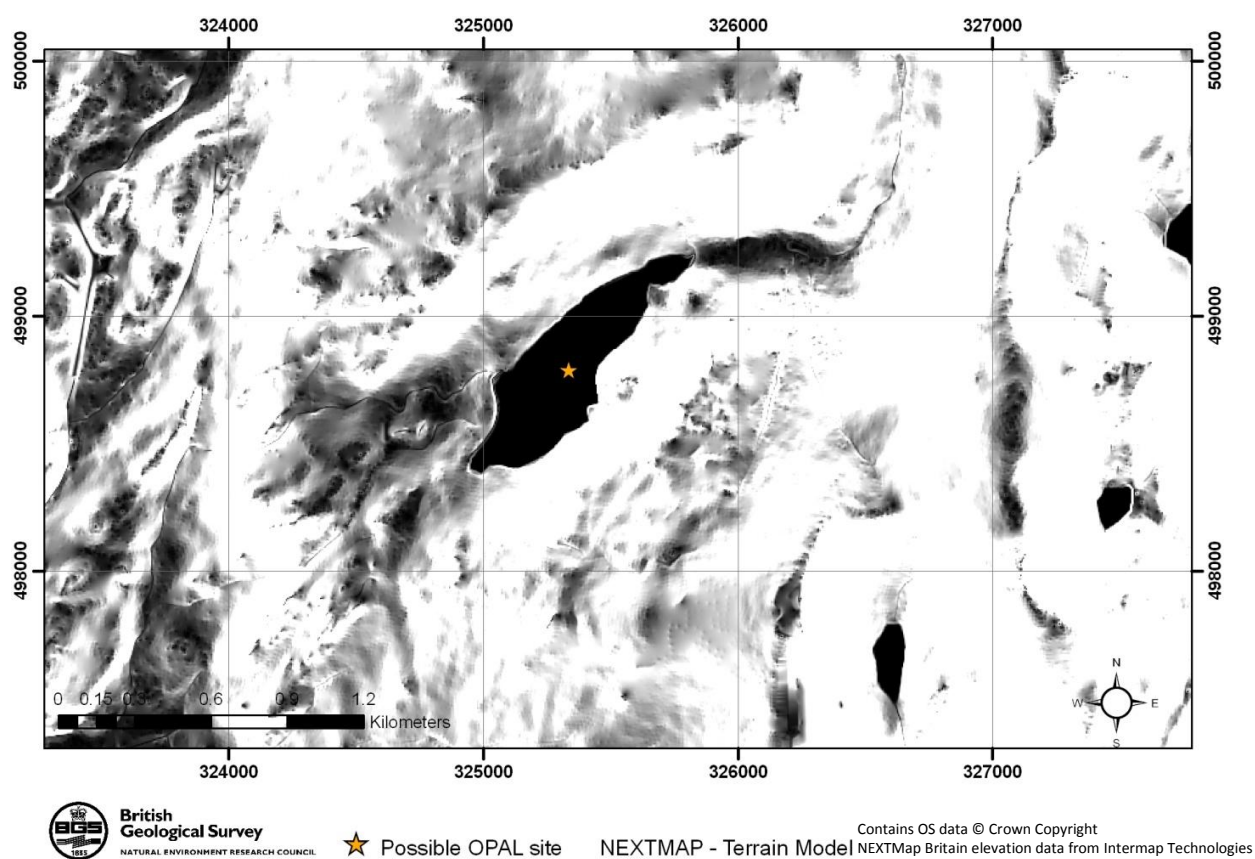 324000 325000 326000 327000
500000 500000
499000 499000
498000 498000
0 0.15 0.3 0.6 0.9 1.2
Kilometers
N
W E
S
324000 325000 326000 327000
BGS
1835
British
Geological Survey
NATURAL ENVIRONMENT RESEARCH COUNCIL
Possible OPAL site NEXTMAP - Terrain Model
Contains OS data © Crown Copyright
NEXTMap Britain elevation data from Intermap Technologies